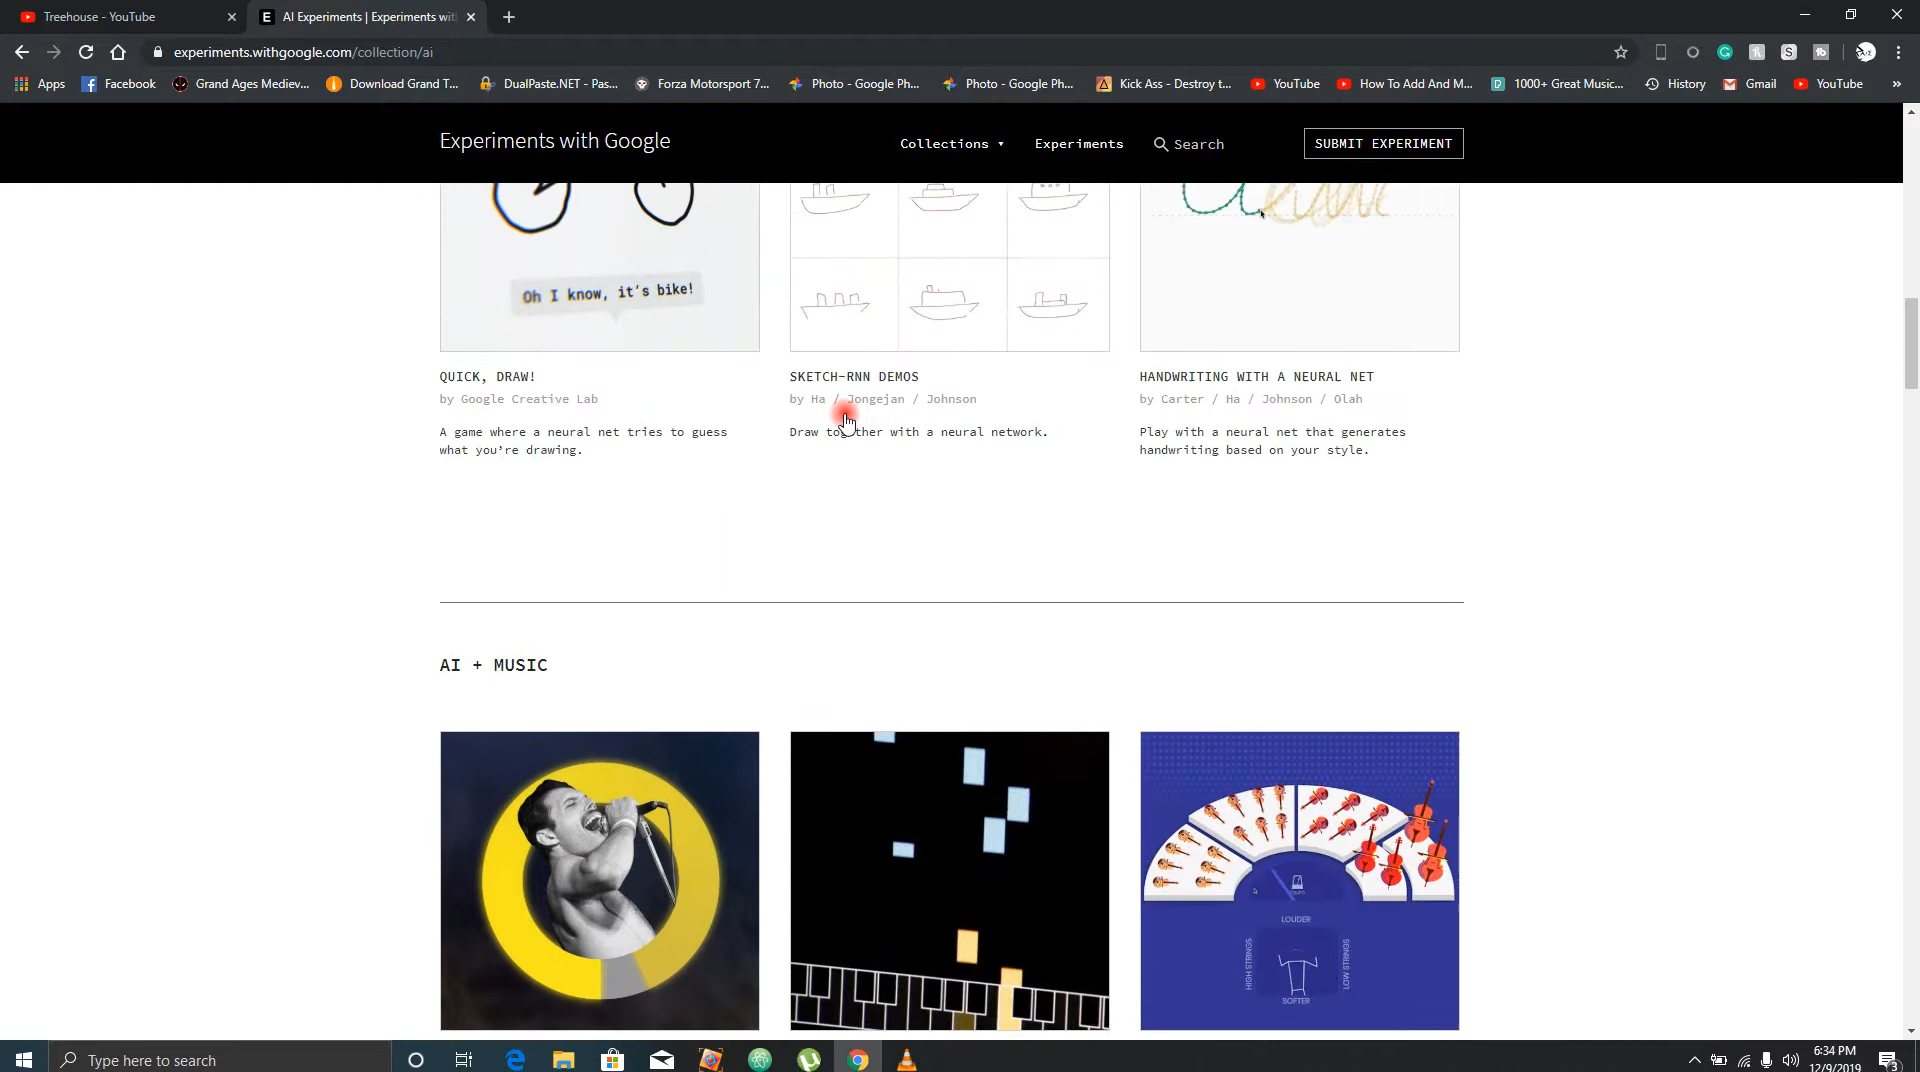 Treehouse - YouTube
AI Experiments | Experiments with
experiments.withgoogle.com/collection/ai
Apps
Facebook
Grand Ages Mediev...
Download Grand T...
DualPaste.NET - Pas...
Forza Motorsport 7...
Photo - Google Ph...
Photo - Google Ph...
Kick Ass - Destroy t...
YouTube
How To Add And M...
1000+ Great Music...
History
Gmail
YouTube
Experiments with Google
Collections
Experiments
Search
SUBMIT EXPERIMENT
Oh I know, it's bike!
QUICK, DRAW!
by Google Creative Lab
A game where a neural net tries to guess
what you’re drawing.
SKETCH-RNN DEMOS
by Ha / Jongejan / Johnson
Draw together with a neural network.
HANDWRITING WITH A NEURAL NET
by Carter / Ha / Johnson / Olah
Play with a neural net that generates
handwriting based on your style.
AI + MUSIC
LOUDER
HIGH STRINGS
LOW STRINGS
SOFTER
Type here to search
6:34 PM
12/9/2019
3